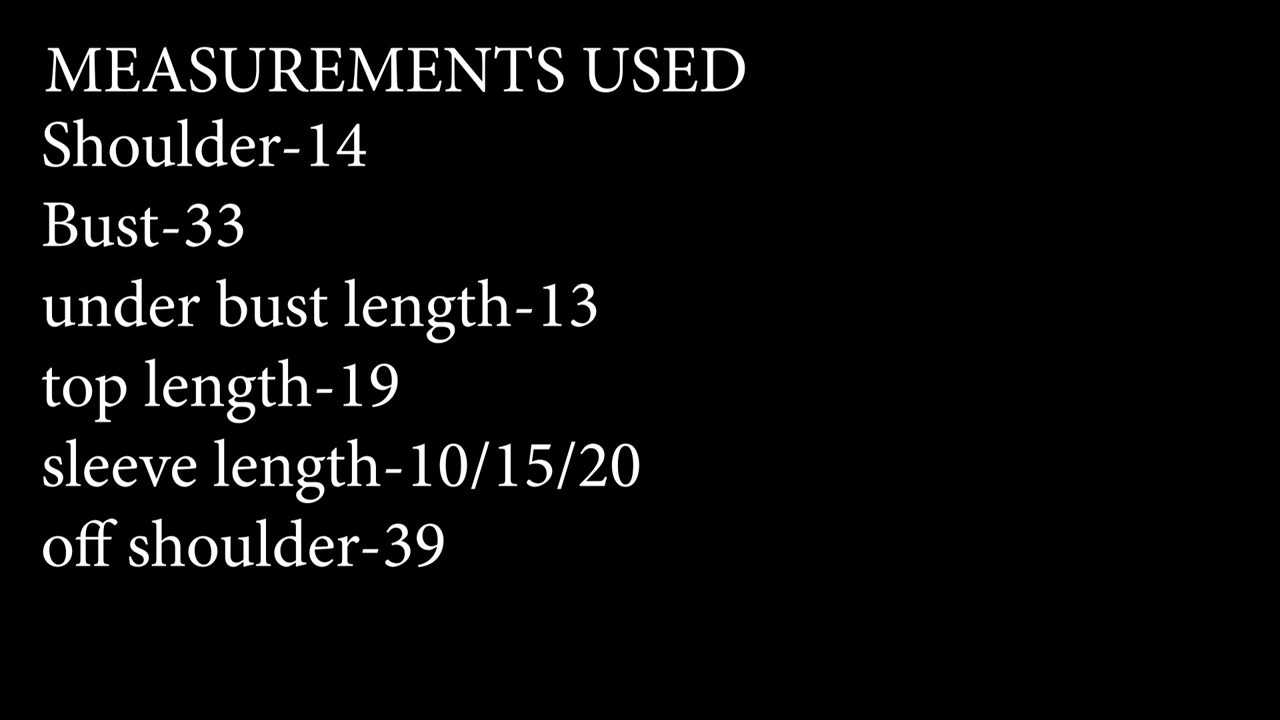 MEASUREMENTS USED
Shoulder-14
Bust-33
under bust length-13
top length-19
sleeve length-10/15/20
off shoulder-39